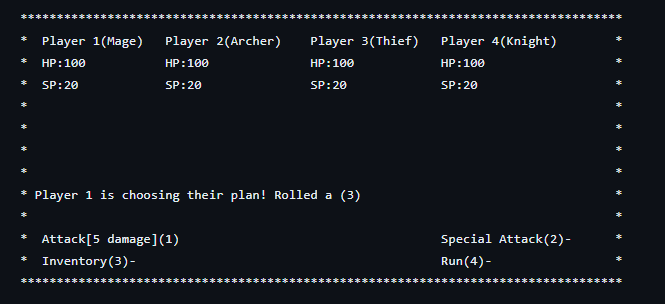 ***********************************************************************************
* Player 1(Mage) Player 2(Archer) Player 3(Thief) Player 4(Knight) *
* HP:100 HP:100 HP:100 HP:100 *
* SP:20 SP:20 SP:20 SP:20 *
* *
* *
* *
* *
* Player 1 is choosing their plan! Rolled a (3) *
* *
* Attack[5 damage](1) Special Attack(2)- *
* Inventory(3)- Run(4)- *
***********************************************************************************